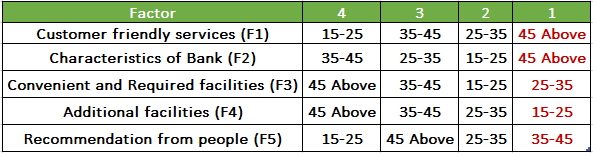 Factor 4 3 2 1
Customer friendly services (F1) 15-25 35-45 25-35 45 Above
Characteristics of Bank (F2) 35-45 25-35 15-25 45 Above
Convenient and Required facilities (F3) 45 Above 35-45 15-25 25-35
Additional facilities (F4) 45 Above 35-45 25-35 15-25
Recommendation from people (F5) 15-25 45 Above 25-35 35-45